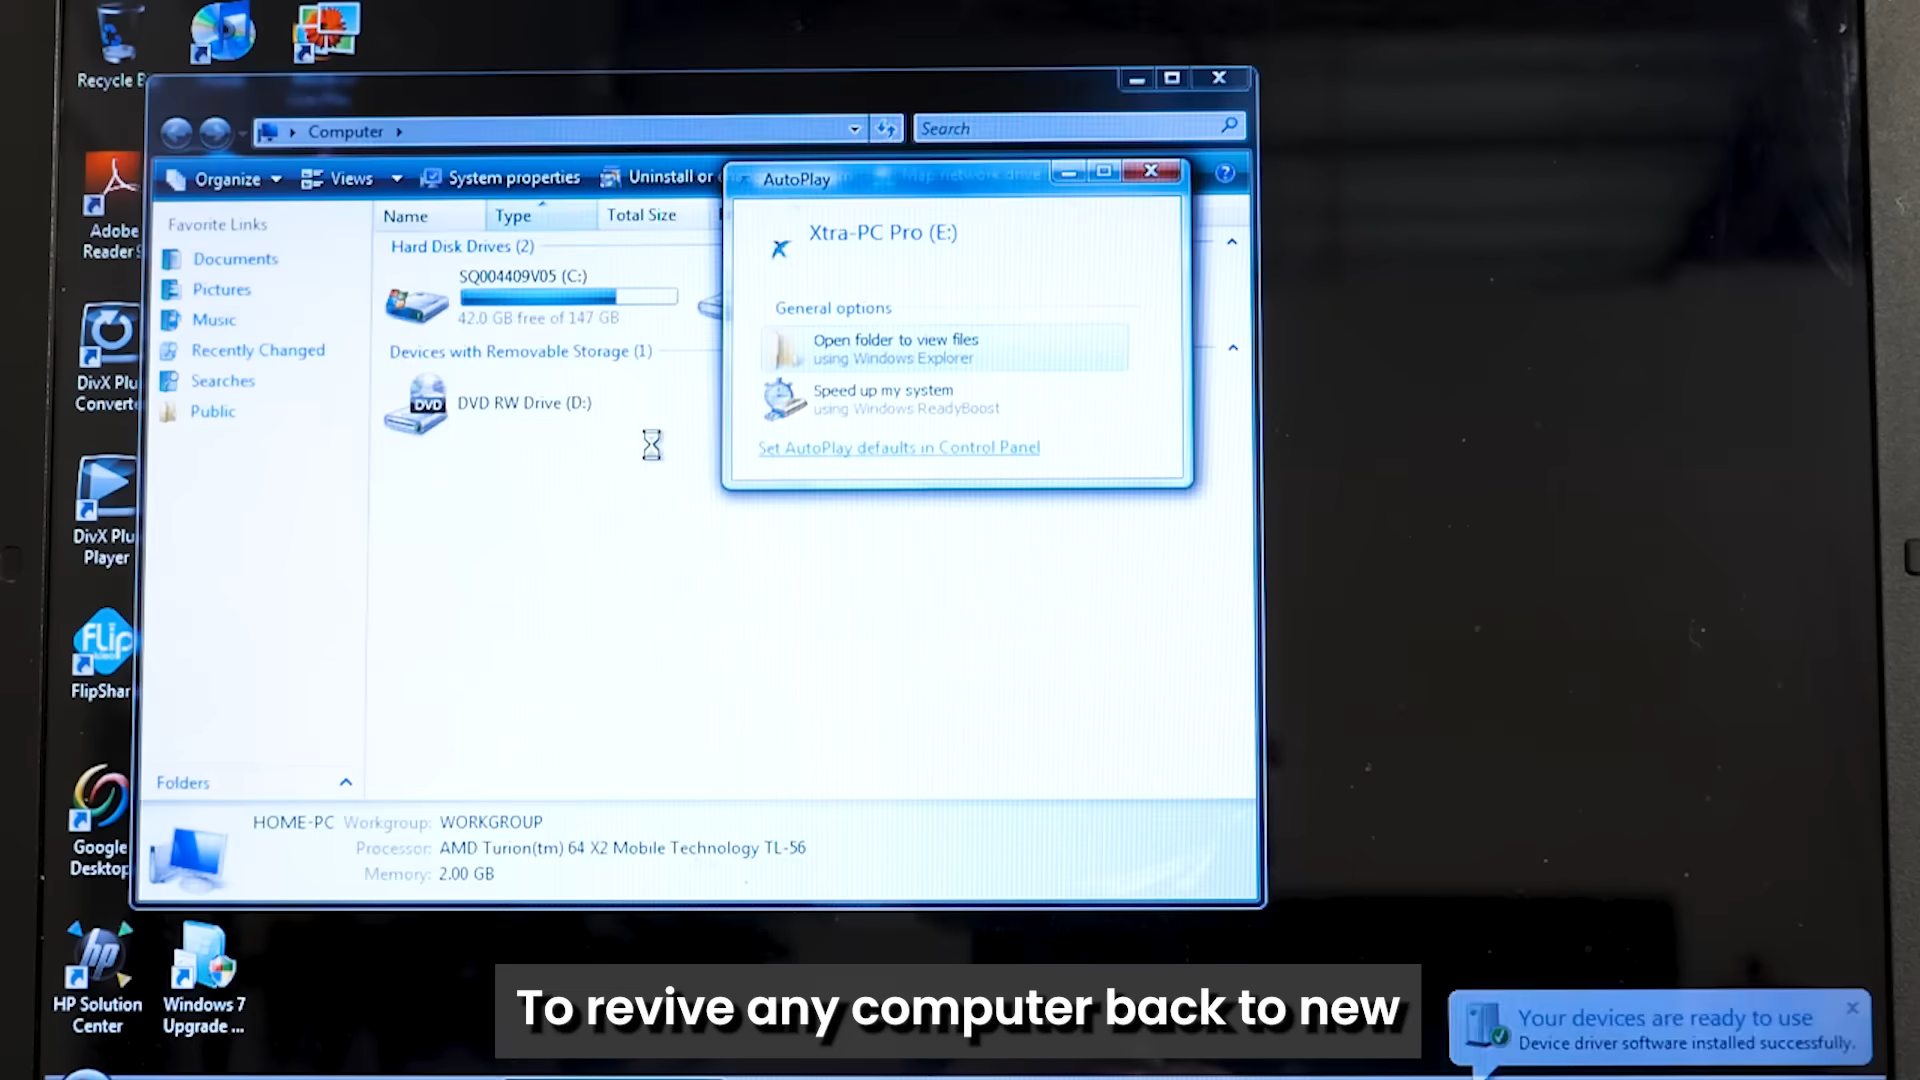 Recycle B
Computer
Search
Organize
Views
System properties
Uninstall or c
Map network drive
AutoPlay
Favorite Links
Documents
Pictures
Music
Recently Changed
Searches
Public
Folders
Name
Type
Total Size
Hard Disk Drives (2)
SQ004409V05 (C:)
42.0 GB free of 147 GB
Devices with Removable Storage (1)
DVD
DVD RW Drive (D:)
Xtra-PC Pro (E:)
General options
Open folder to view files
using Windows Explorer
Speed up my system
using Windows ReadyBoost
Set AutoPlay defaults in Control Panel
Adobe
Reader
DivX Plu
Converte
DivX Plu
Player
Flip
FlipShar
Google
Desktop
HOME-PC Workgroup: WORKGROUP
Processor: AMD Turion(tm) 64 X2 Mobile Technology TL-56
Memory: 2.00 GB
hp
HP Solution
Center
Windows 7
Upgrade ...
To revive any computer back to new
Your devices are ready to use
Device driver software installed successfully.